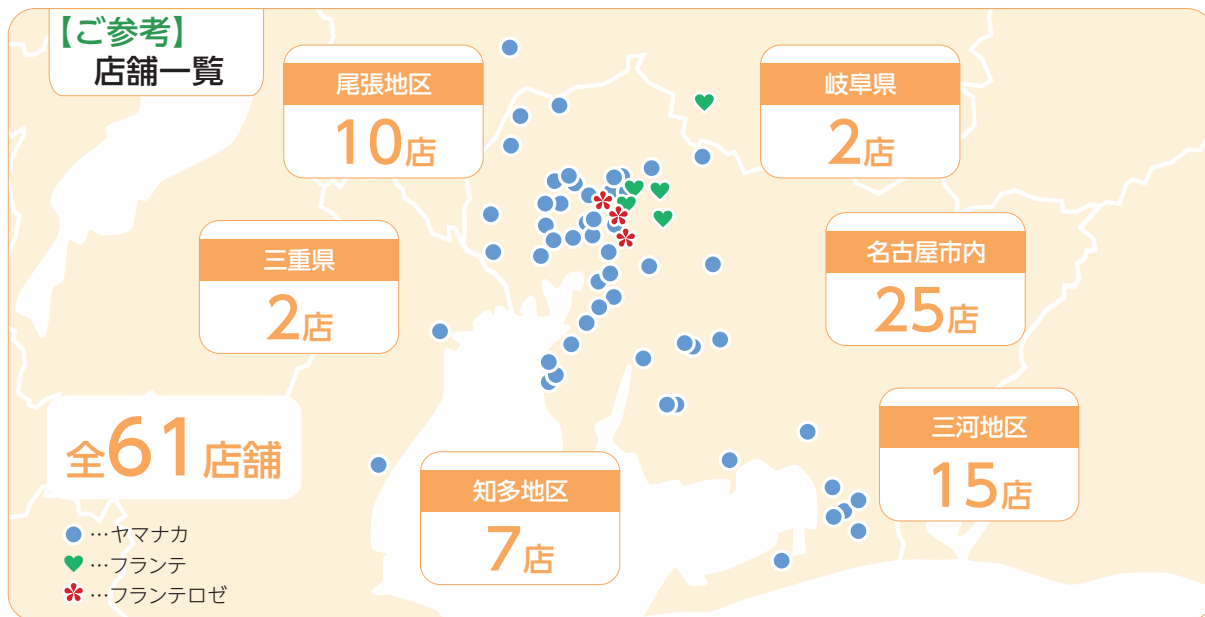 【ご参考】
店舗一覧
尾張地区
10店
岐阜県
2店
三重県
2店
名古屋市内
25店
三河地区
15店
知多地区
7店
全61店舗
…ヤマナカ
…フランテ
…フランテロゼ